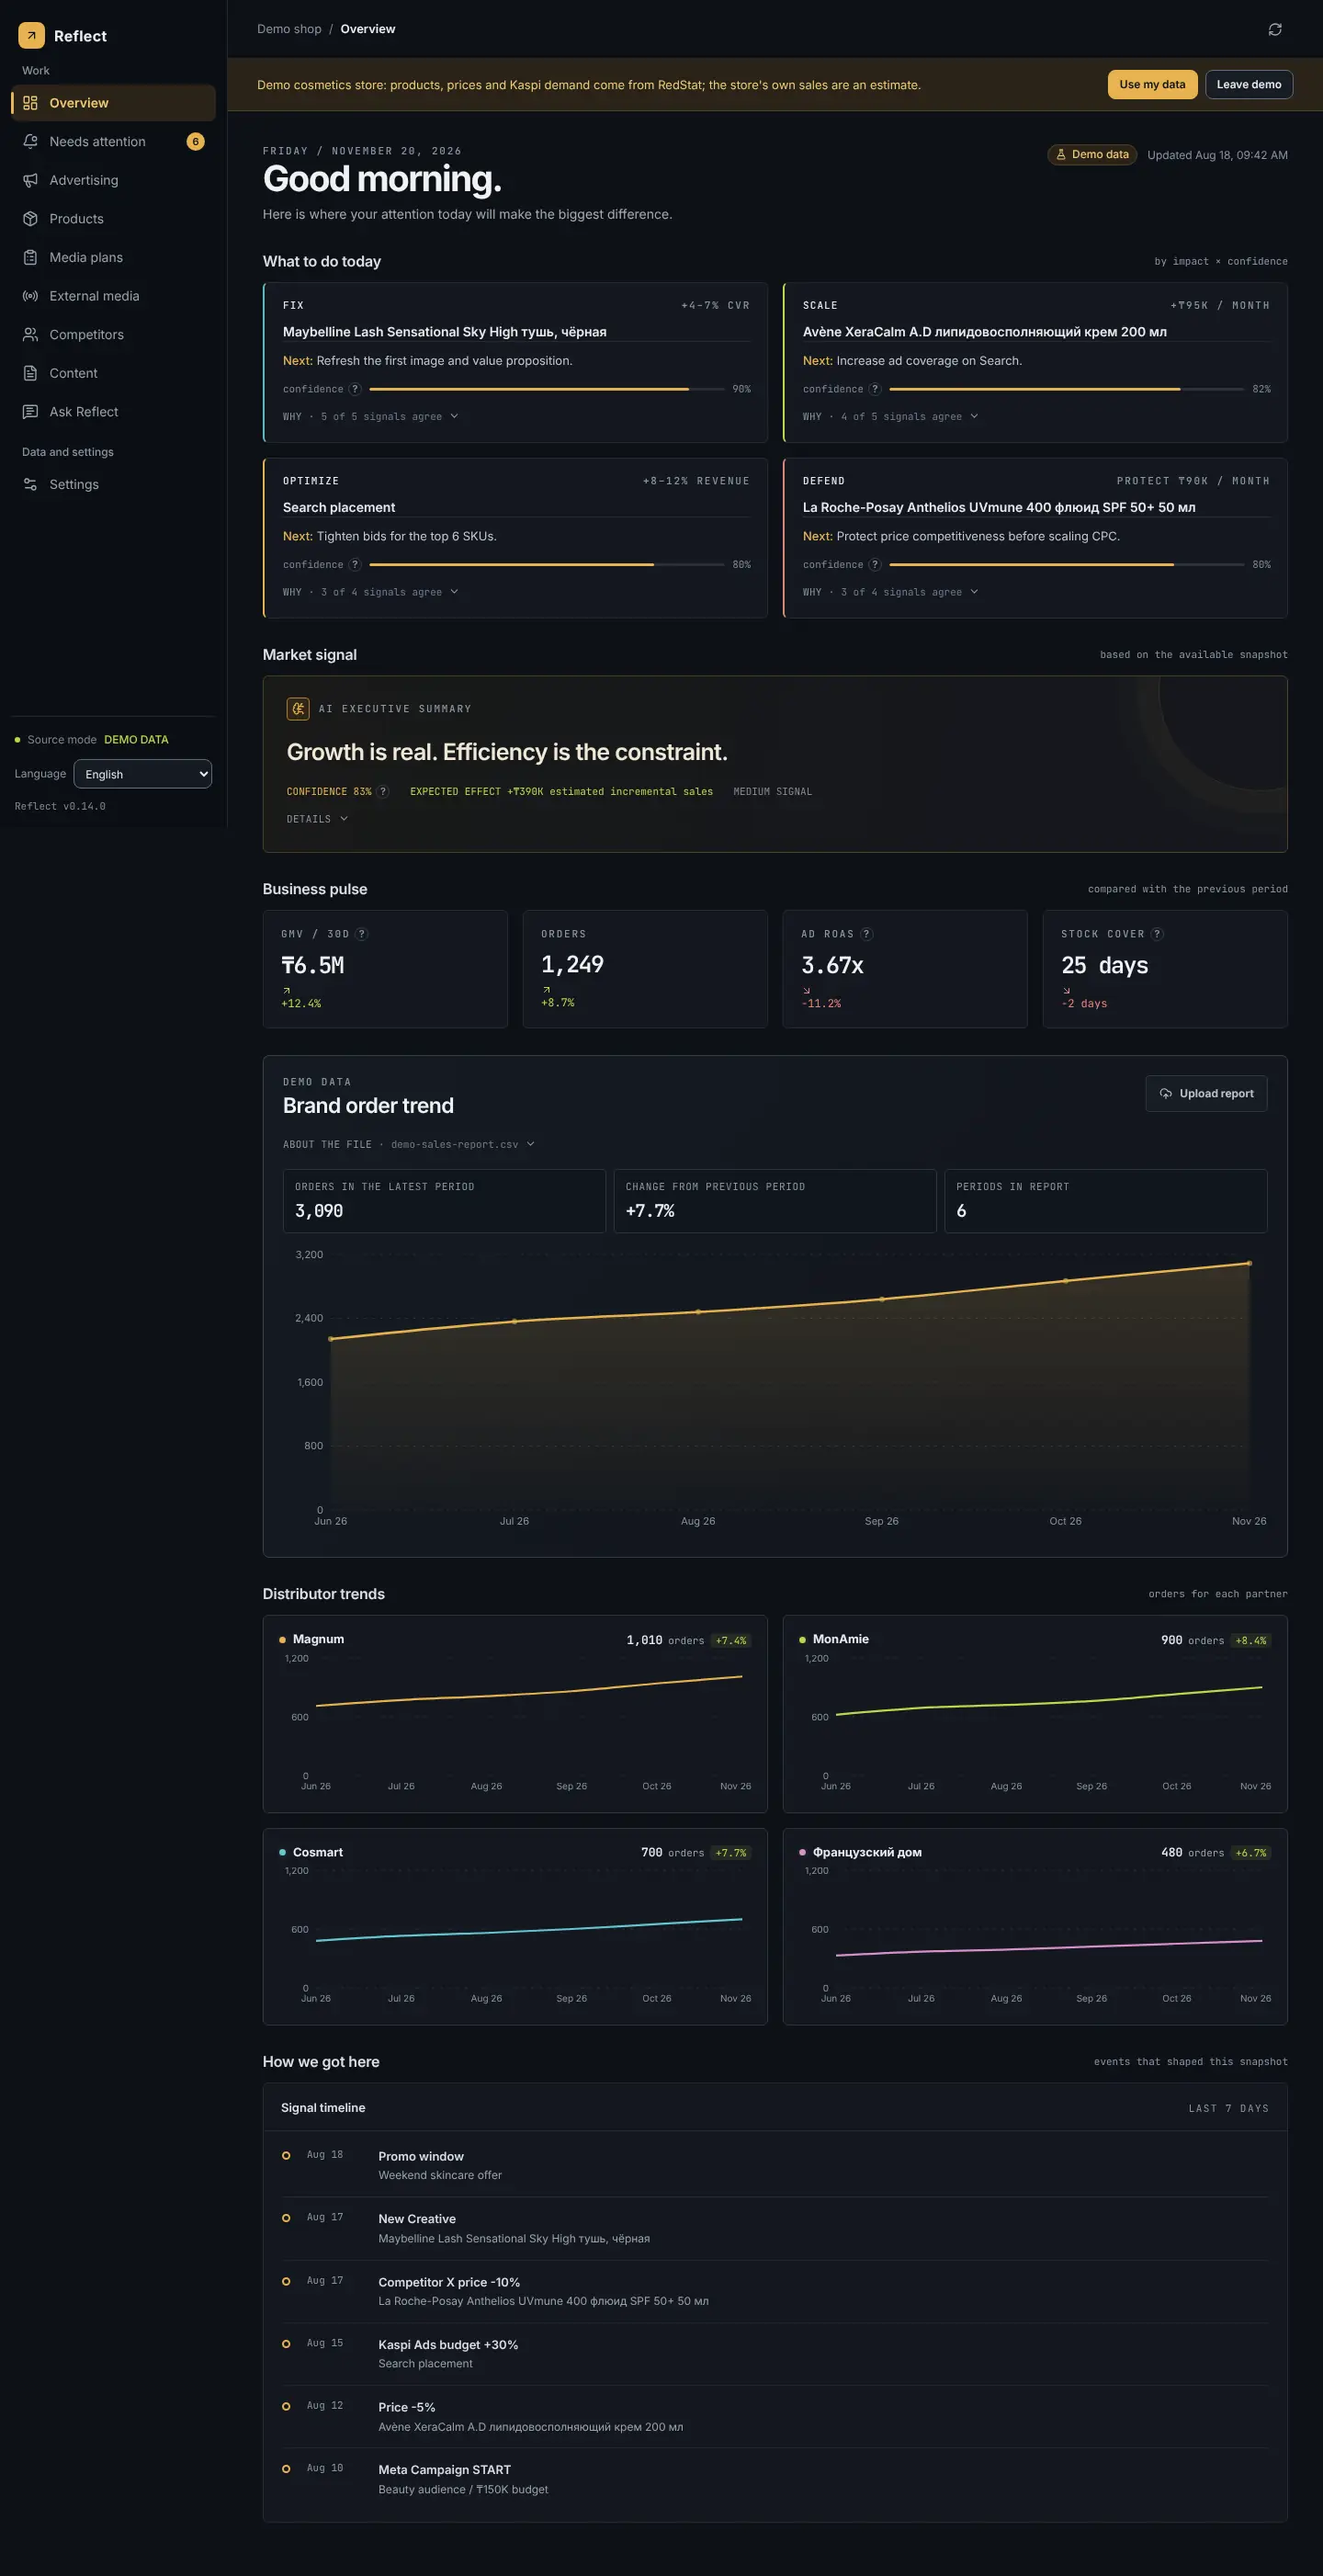 Reflect
Work
Overview
Needs attention 6
Advertising
Products
Media plans
External media
Competitors
Content
Ask Reflect
Data and settings
Settings
Source mode DEMO DATA
Language English
Reflect v0.14.0
Demo shop / Overview
Demo cosmetics store: products, prices and Kaspi demand come from RedStat; the store's own sales are an estimate.
Use my data
Leave demo
FRIDAY / NOVEMBER 20, 2026
Good morning.
Here is where your attention today will make the biggest difference.
Demo data
Updated Aug 18, 09:42 AM
What to do today
by impact × confidence
FIX
+4–7% CVR
Maybelline Lash Sensational Sky High тушь, чёрная
Next: Refresh the first image and value proposition.
confidence ? 90%
WHY · 5 of 5 signals agree
SCALE
+₸95K / MONTH
Avène XeraCalm A.D липидовосполняющий крем 200 мл
Next: Increase ad coverage on Search.
confidence ? 82%
WHY · 4 of 5 signals agree
OPTIMIZE
+8–12% REVENUE
Search placement
Next: Tighten bids for the top 6 SKUs.
confidence ? 80%
WHY · 3 of 4 signals agree
DEFEND
PROTECT ₸90K / MONTH
La Roche-Posay Anthelios UVmune 400 флюид SPF 50+ 50 мл
Next: Protect price competitiveness before scaling CPC.
confidence ? 80%
WHY · 3 of 4 signals agree
Market signal
based on the available snapshot
AI EXECUTIVE SUMMARY
Growth is real. Efficiency is the constraint.
CONFIDENCE 83% ? EXPECTED EFFECT +₸390K estimated incremental sales MEDIUM SIGNAL
DETAILS
Business pulse
compared with the previous period
GMV / 30D ?
₸6.5M
+12.4%
ORDERS
1,249
+8.7%
AD ROAS ?
3.67x
-11.2%
STOCK COVER ?
25 days
-2 days
DEMO DATA
Brand order trend
Upload report
ABOUT THE FILE · demo-sales-report.csv
ORDERS IN THE LATEST PERIOD
3,090
CHANGE FROM PREVIOUS PERIOD
+7.7%
PERIODS IN REPORT
6
3,200
2,400
1,600
800
0
Jun 26 Jul 26 Aug 26 Sep 26 Oct 26 Nov 26
Distributor trends
orders for each partner
Magnum
1,010 orders +7.4%
1,200
600
0
Jun 26 Jul 26 Aug 26 Sep 26 Oct 26 Nov 26
MonAmie
900 orders +8.4%
1,200
600
0
Jun 26 Jul 26 Aug 26 Sep 26 Oct 26 Nov 26
Cosmart
700 orders +7.7%
1,200
600
0
Jun 26 Jul 26 Aug 26 Sep 26 Oct 26 Nov 26
Французский дом
480 orders +6.7%
1,200
600
0
Jun 26 Jul 26 Aug 26 Sep 26 Oct 26 Nov 26
How we got here
events that shaped this snapshot
Signal timeline
LAST 7 DAYS
Aug 18
Promo window
Weekend skincare offer
Aug 17
New Creative
Maybelline Lash Sensational Sky High тушь, чёрная
Aug 17
Competitor X price -10%
La Roche-Posay Anthelios UVmune 400 флюид SPF 50+ 50 мл
Aug 15
Kaspi Ads budget +30%
Search placement
Aug 12
Price -5%
Avène XeraCalm A.D липидовосполняющий крем 200 мл
Aug 10
Meta Campaign START
Beauty audience / ₸150K budget